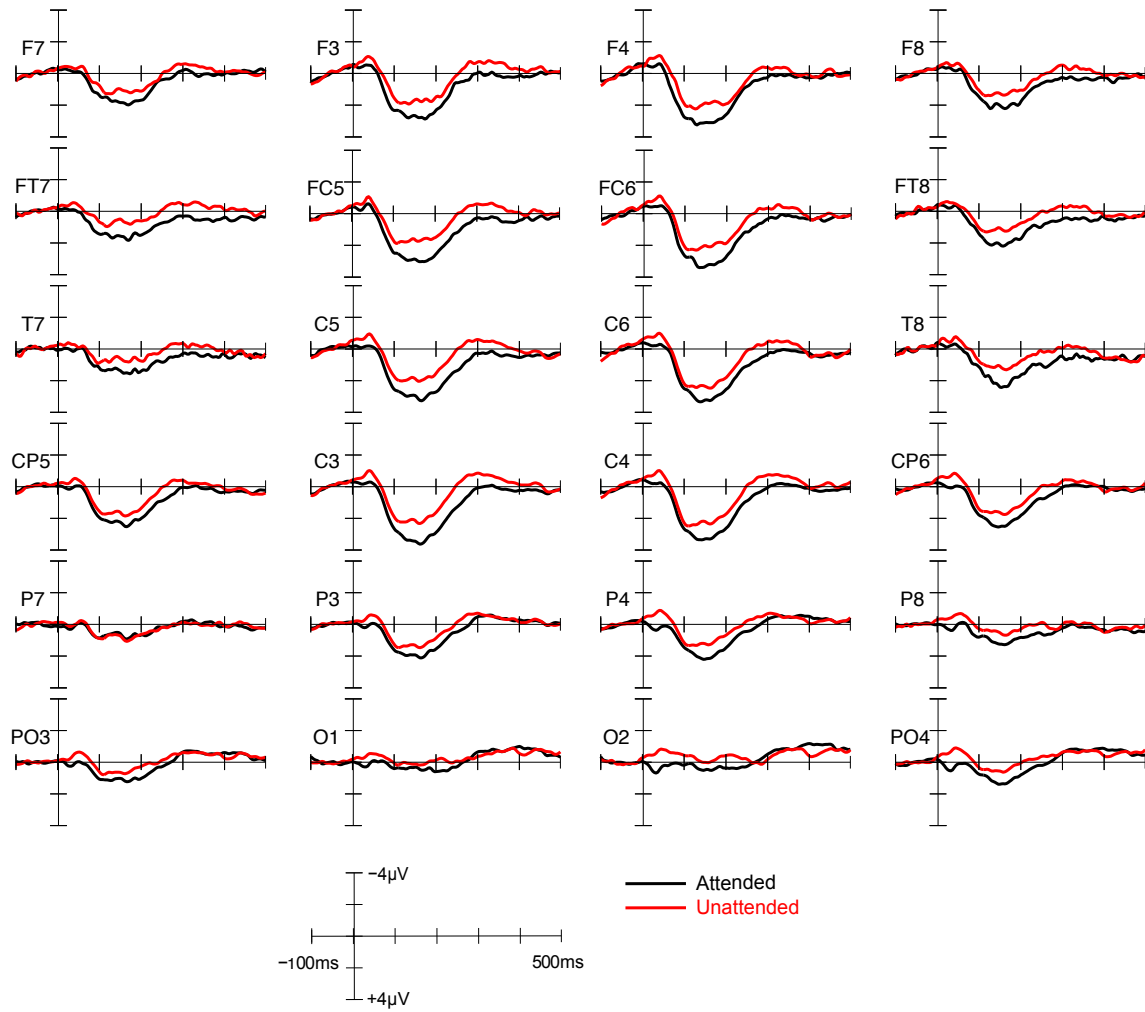 F7 F3 F4 F8
FT7 FC5 FC6 FT8
T7 C5 C6 T8
CP5 C3 C4 CP6
P7 P3 P4 P8
PO3 O1 O2 PO4
−4µV
−100ms 500ms
+4µV
Attended
Unattended